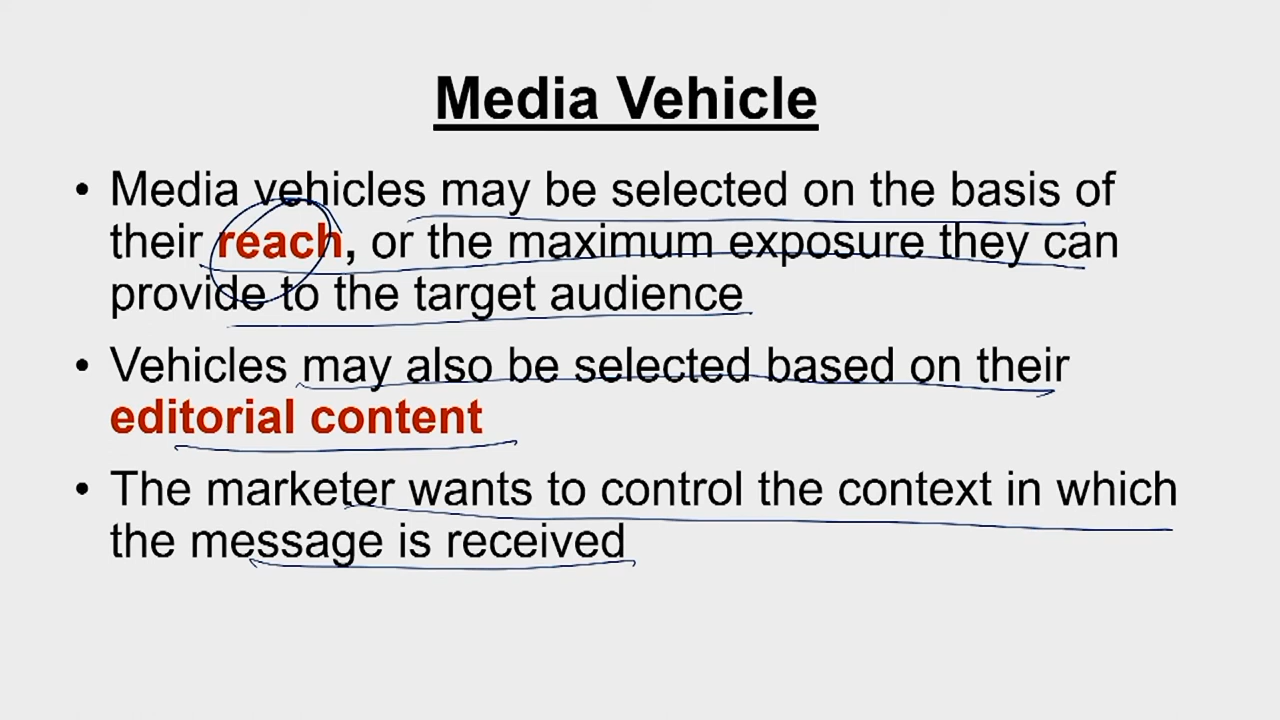 Media Vehicle
• Media vehicles may be selected on the basis of
their reach, or the maximum exposure they can
provide to the target audience
• Vehicles may also be selected based on their
editorial content
• The marketer wants to control the context in which
the message is received